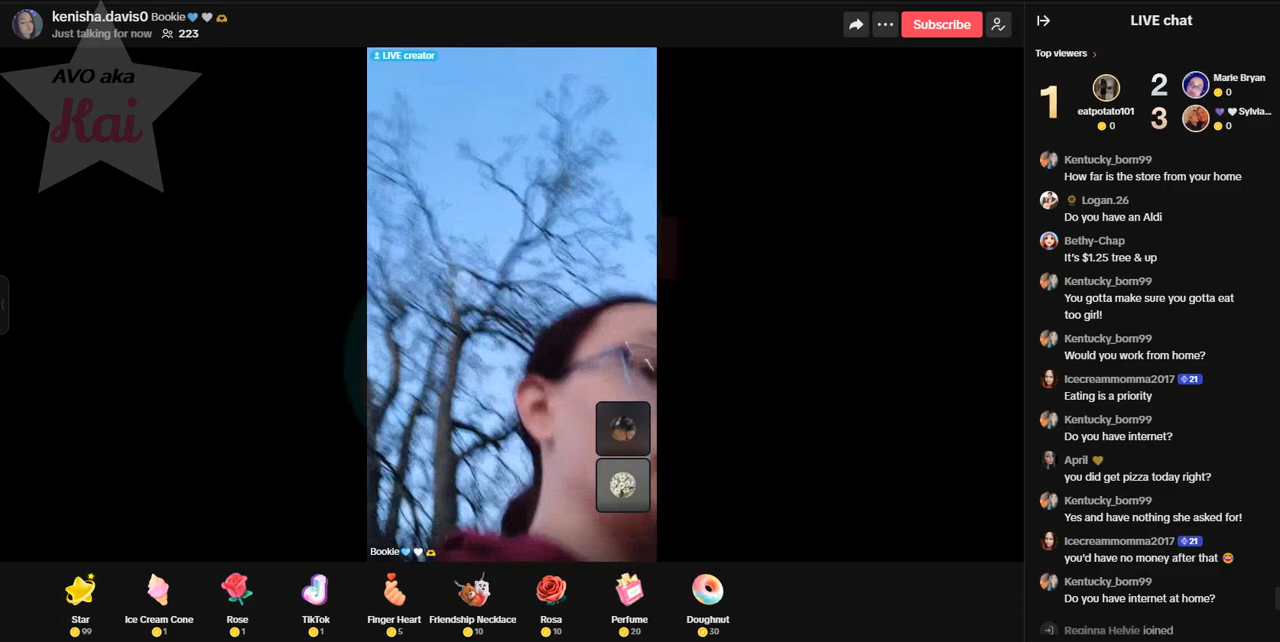 kenisha.davis0 Bookie💙🤍🫶
Just talking for now 223
Subscribe
AVO aka
Kai
LIVE creator
Bookie💙🤍🫶
LIVE chat
Top viewers >
1 eatpotato101 0
2 Marie Bryan 0
3 💜🤍Sylvia... 0
Kentucky_born99
How far is the store from your home
🌻 Logan.26
Do you have an Aldi
Bethy-Chap
It's $1.25 tree & up
Kentucky_born99
You gotta make sure you gotta eat
too girl!
Kentucky_born99
Would you work from home?
Icecreammomma2017 21
Eating is a priority
Kentucky_born99
Do you have internet?
April 💛
you did get pizza today right?
Kentucky_born99
Yes and have nothing she asked for!
Icecreammomma2017 21
you'd have no money after that 😂
Kentucky_born99
Do you have internet at home?
Reginna Helvie joined
Star Ice Cream Cone Rose TikTok Finger Heart Friendship Necklace Rosa Perfume Doughnut
99 1 1 1 5 10 10 20 30